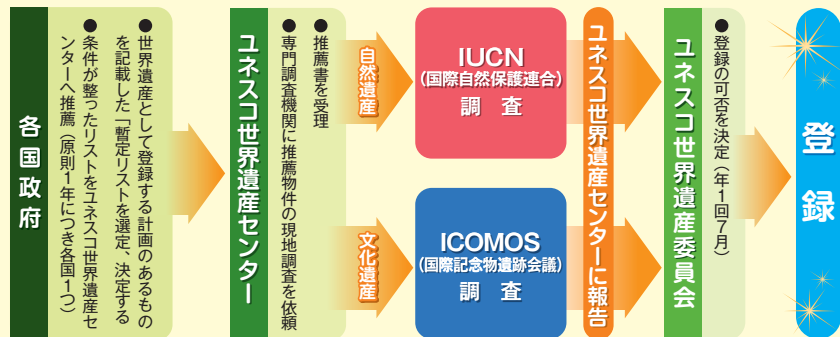 各国政府
●世界遺産として登録する計画のあるもの
を記載した「暫定リストを選定、決定する
●条件が整ったリストをユネスコ世界遺産セ
ンターへ推薦（原則1年につき各国1つ）
ユネスコ世界遺産センター
●推薦書を受理
●専門調査機関に推薦物件の現地調査を依頼
自然遺産
IUCN
（国際自然保護連合）
調 査
文化遺産
ICOMOS
（国際記念物遺跡会議）
調 査
ユネスコ世界遺産センターに報告
ユネスコ世界遺産委員会
●登録の可否を決定（年1回7月）
登録